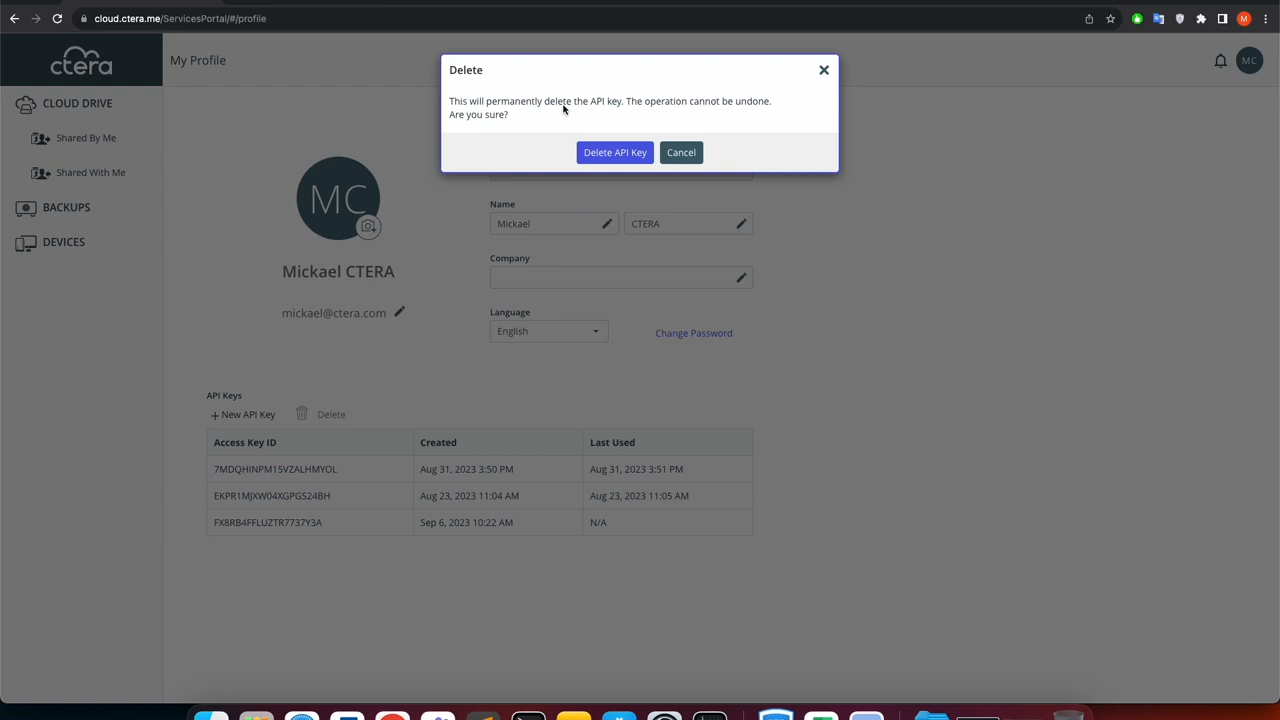 cloud.ctera.me/ServicesPortal/#/profile
M
ctera
My Profile
MC
CLOUD DRIVE
Shared By Me
Shared With Me
BACKUPS
DEVICES
Delete
This will permanently delete the API key. The operation cannot be undone.
Are you sure?
Delete API Key
Cancel
MC
Mickael CTERA
mickael@ctera.com
Name
Mickael
CTERA
Company
Language
English
Change Password
API Keys
+ New API Key
Delete
Access Key ID Created Last Used
7MDQHINPM15VZALHMYOL Aug 31, 2023 3:50 PM Aug 31, 2023 3:51 PM
EKPR1MJXW04XGPGS24BH Aug 23, 2023 11:04 AM Aug 23, 2023 11:05 AM
FX8RB4FFLUZTR7737Y3A Sep 6, 2023 10:22 AM N/A